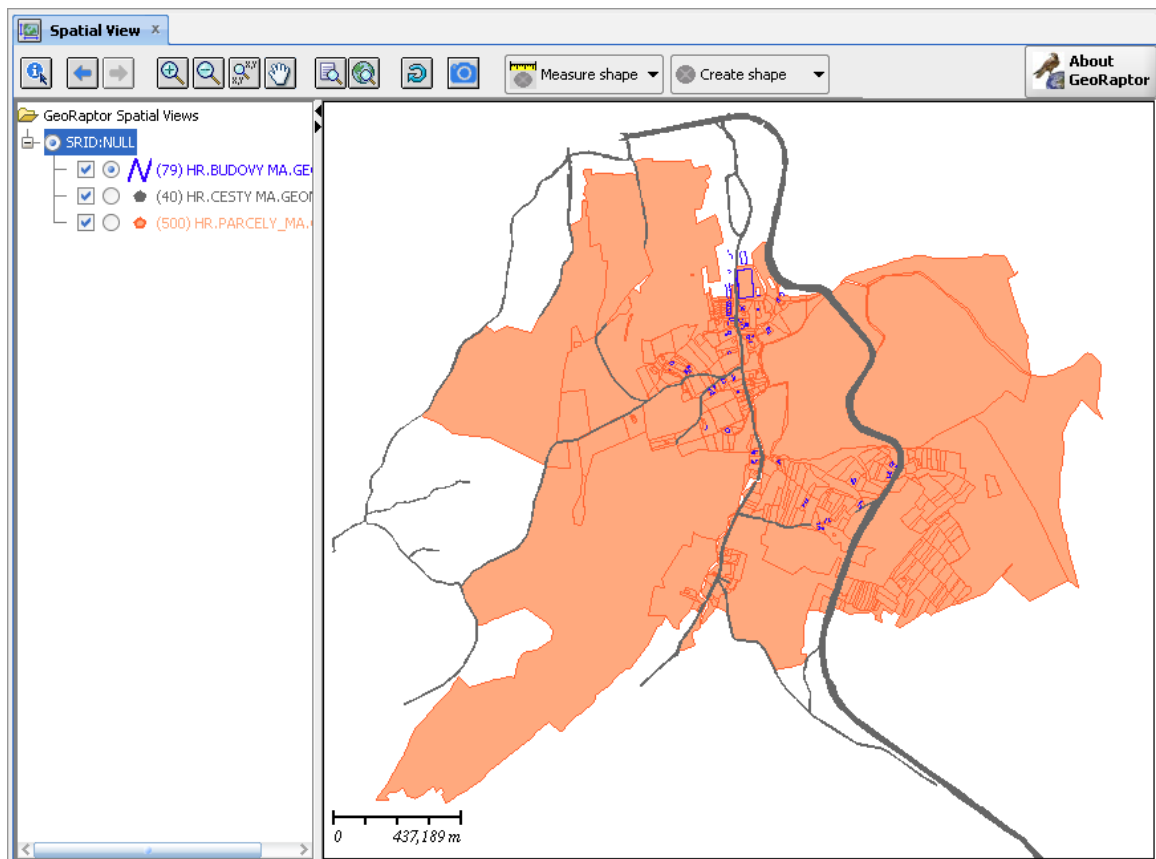 Spatial View x
Measure shape
Create shape
About
GeoRaptor
GeoRaptor Spatial Views
SRID:NULL
(79) HR.BUDOVY MA.GE
(40) HR.CESTY MA.GEO
(500) HR.PARCELY_MA.
0 437,189 m